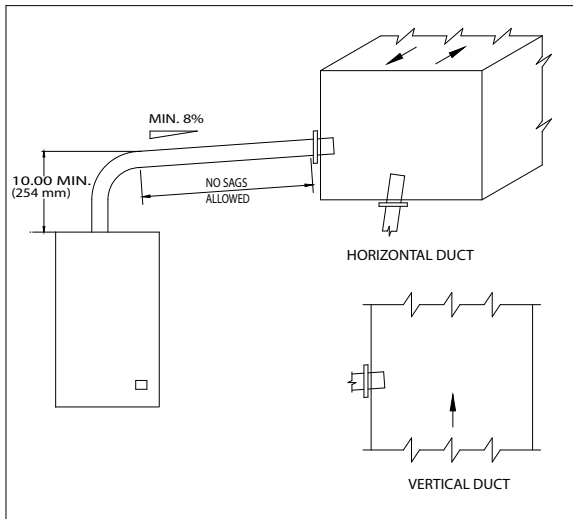 MIN. 8%
10.00 MIN.
(254 mm)
NO SAGS
ALLOWED
HORIZONTAL DUCT
VERTICAL DUCT